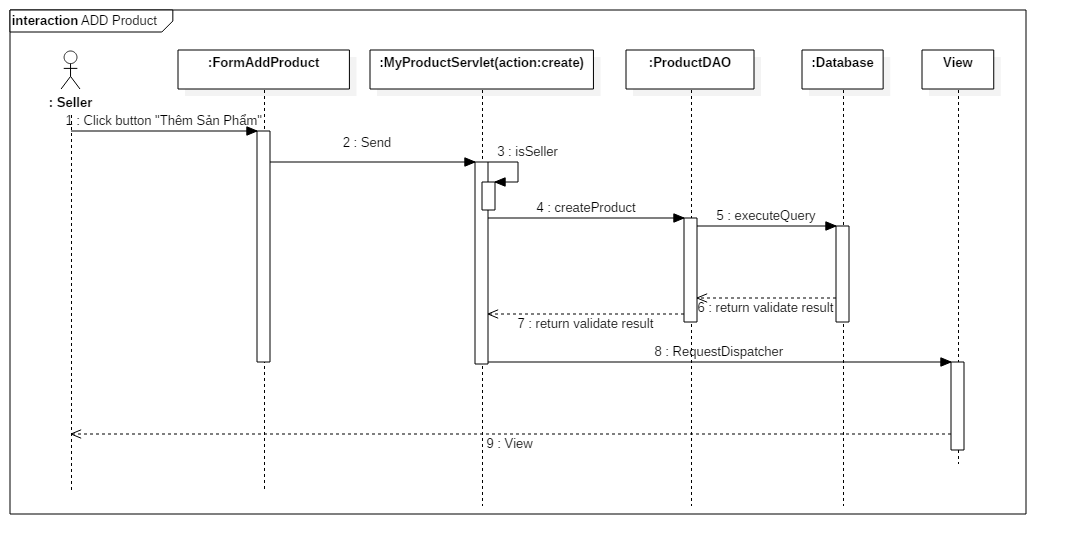 interaction ADD Product
: Seller
:FormAddProduct
:MyProductServlet(action:create)
:ProductDAO
:Database
View
1 : Click button "Thêm Sản Phẩm"
2 : Send
3 : isSeller
4 : createProduct
5 : executeQuery
6 : return validate result
7 : return validate result
8 : RequestDispatcher
9 : View